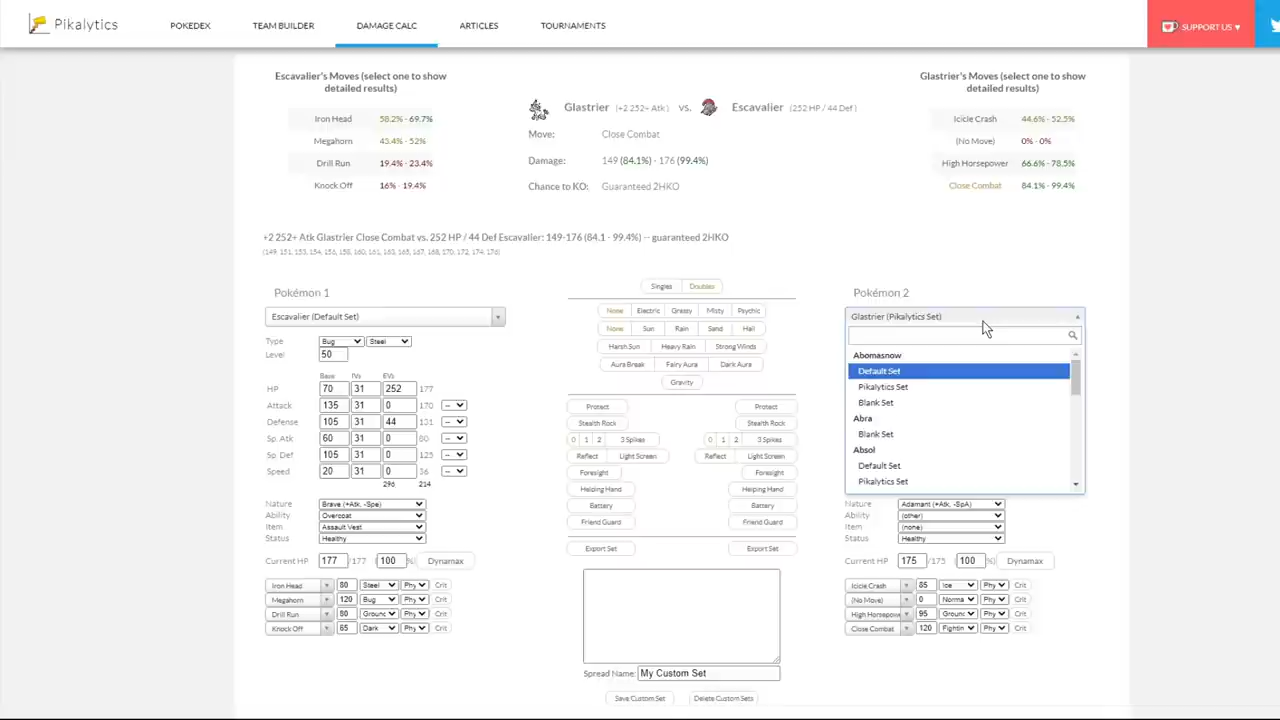 Pikalytics
POKEDEX
TEAM BUILDER
DAMAGE CALC
ARTICLES
TOURNAMENTS
SUPPORT US ▾
Escavalier's Moves (select one to show
detailed results)
Iron Head 58.2% - 69.7%
Megahorn 43.4% - 52%
Drill Run 19.4% - 23.4%
Knock Off 16% - 19.4%
Glastrier (+2 252+ Atk ) VS. Escavalier (252 HP / 44 Def )
Move: Close Combat
Damage: 149 (84.1%) - 176 (99.4%)
Chance to KO: Guaranteed 2HKO
Glastrier's Moves (select one to show
detailed results)
Icicle Crash 44.6% - 52.5%
(No Move) 0% - 0%
High Horsepower 66.6% - 78.5%
Close Combat 84.1% - 99.4%
+2 252+ Atk Glastrier Close Combat vs. 252 HP / 44 Def Escavalier: 149-176 (84.1 - 99.4%) -- guaranteed 2HKO
(149, 151, 153, 154, 156, 158, 160, 161, 163, 165, 167, 168, 170, 172, 174, 176)
Pokémon 1
Escavalier (Default Set)
Type Bug Steel
Level 50
Base IVs EVs
HP 70 31 252 177
Attack 135 31 0 170 --
Defense 105 31 44 131 --
Sp. Atk 60 31 0 80 --
Sp. Def 105 31 0 125 --
Speed 20 31 0 36 --
296 214
Nature Brave (+Atk, -Spe)
Ability Overcoat
Item Assault Vest
Status Healthy
Current HP 177 /177 (100 %) Dynamax
Iron Head 80 Steel Phy Crit
Megahorn 120 Bug Phy Crit
Drill Run 80 Ground Phy Crit
Knock Off 65 Dark Phy Crit
Singles Doubles
None Electric Grassy Misty Psychic
None Sun Rain Sand Hail
Harsh Sun Heavy Rain Strong Winds
Aura Break Fairy Aura Dark Aura
Gravity
Protect Protect
Stealth Rock Stealth Rock
0 1 2 3 Spikes 0 1 2 3 Spikes
Reflect Light Screen Reflect Light Screen
Foresight Foresight
Helping Hand Helping Hand
Battery Battery
Friend Guard Friend Guard
Export Set Export Set
Spread Name: My Custom Set
Save Custom Set Delete Custom Sets
Pokémon 2
Glastrier (Pikalytics Set)
Abomasnow
Default Set
Pikalytics Set
Blank Set
Abra
Blank Set
Absol
Default Set
Pikalytics Set
Nature Adamant (+Atk, -SpA)
Ability (other)
Item (none)
Status Healthy
Current HP 175 /175 (100 %) Dynamax
Icicle Crash 85 Ice Phy Crit
(No Move) 0 Norma Phy Crit
High Horsepow 95 Groun Phy Crit
Close Combat 120 Fightin Phy Crit